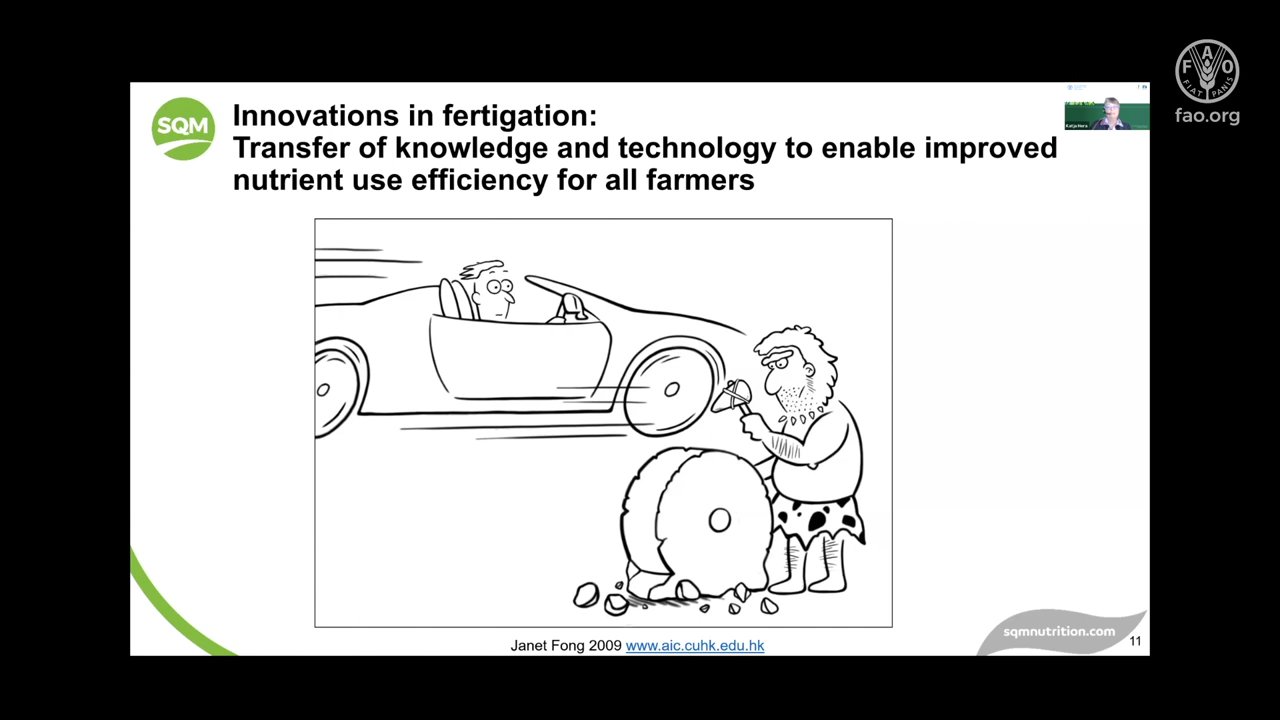 SQM
Innovations in fertigation:
Transfer of knowledge and technology to enable improved
nutrient use efficiency for all farmers
F A O
FIAT PANIS
fao.org
Janet Fong 2009 www.aic.cuhk.edu.hk
sqmnutrition.com
11